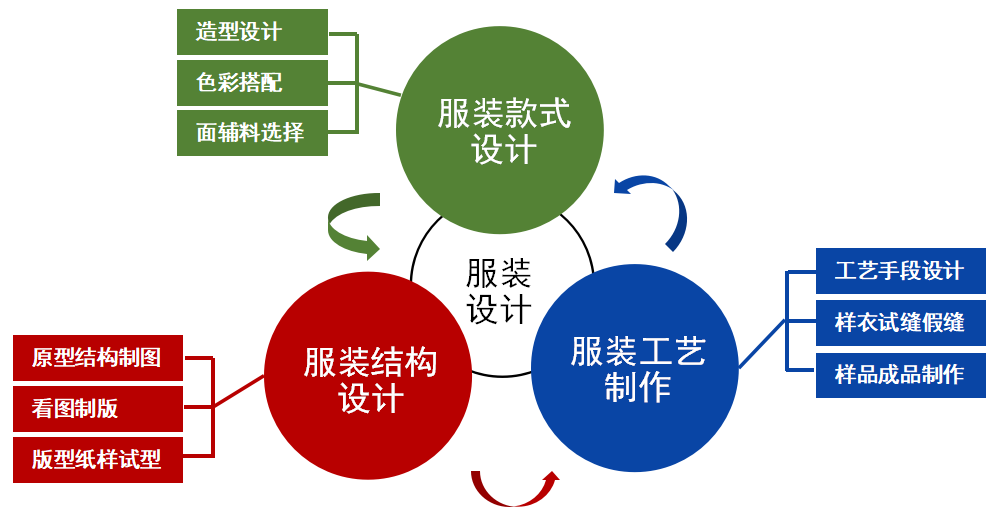 造型设计
色彩搭配
面辅料选择
服装款式
设计
服装
设计
原型结构制图
看图制版
版型纸样试型
服装结构
设计
服装工艺
制作
工艺手段设计
样衣试缝假缝
样品成品制作